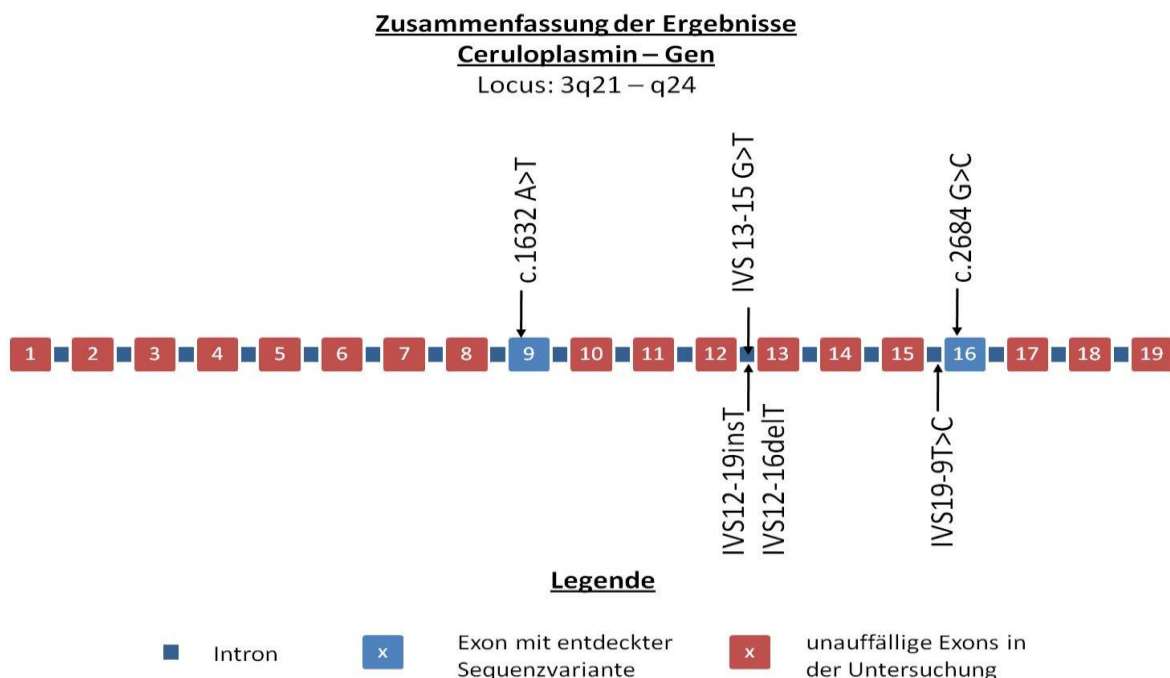 Zusammenfassung der Ergebnisse
Ceruloplasmin – Gen
Locus: 3q21 – q24
c.1632 A>T
IVS 13-15 G>T
c.2684 G>C
1 2 3 4 5 6 7 8 9 10 11 12 13 14 15 16 17 18 19
IVS12-19insT
IVS12-16delT
IVS19-9T>C
Legende
Intron
x
Exon mit entdeckter
Sequenzvariante
x
unauffällige Exons in
der Untersuchung